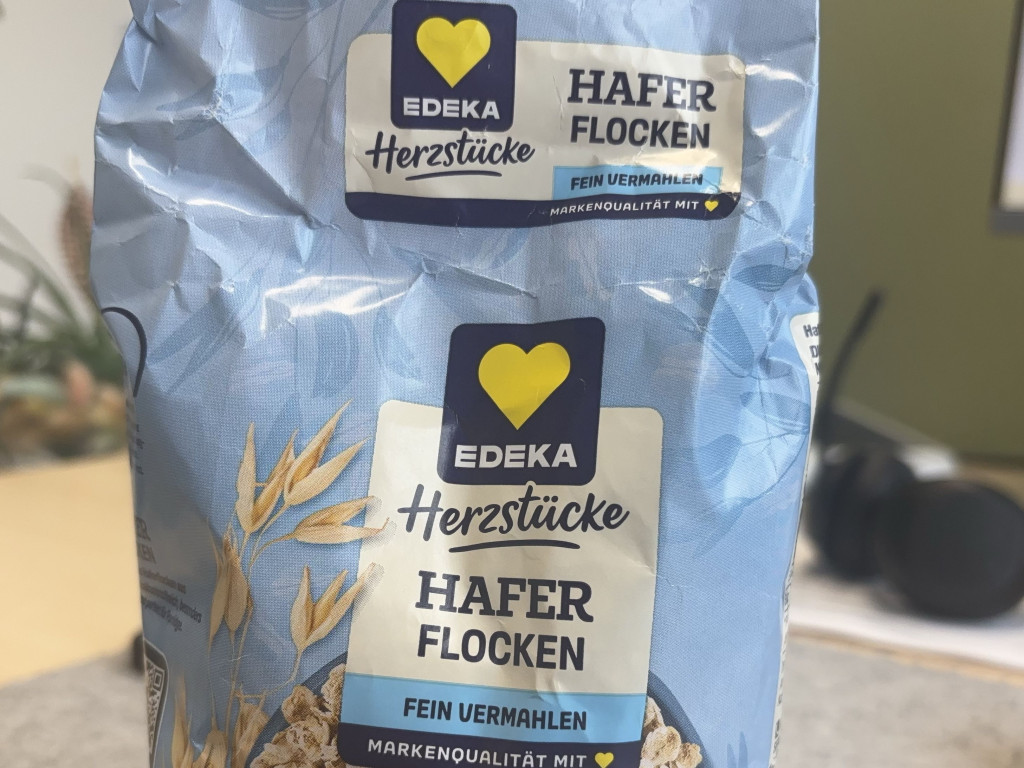 EDEKA
Herzstücke
HAFER
FLOCKEN
FEIN VERMAHLEN
MARKENQUALITÄT MIT
EDEKA
Herzstücke
HAFER
FLOCKEN
FEIN VERMAHLEN
MARKENQUALITÄT MIT